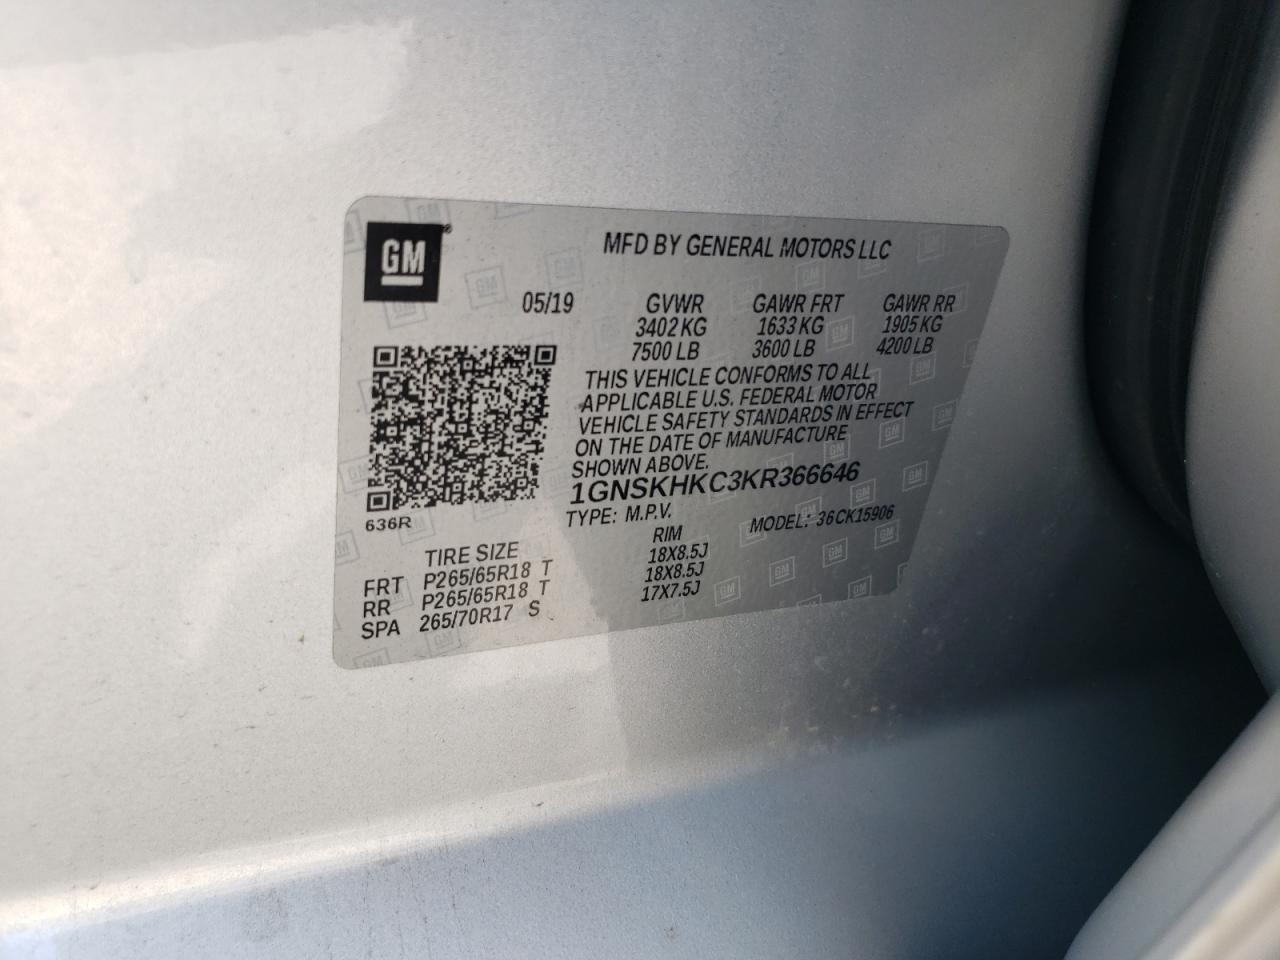 GM
MFD BY GENERAL MOTORS LLC
05/19 GVWR GAWR FRT GAWR RR
3402 KG 1633 KG 1905 KG
7500 LB 3600 LB 4200 LB
THIS VEHICLE CONFORMS TO ALL
APPLICABLE U.S. FEDERAL MOTOR
VEHICLE SAFETY STANDARDS IN EFFECT
ON THE DATE OF MANUFACTURE
SHOWN ABOVE.
1GNSKHKC3KR366646
636R
TYPE: M.P.V. MODEL: 36CK15906
TIRE SIZE RIM
FRT P265/65R18 T 18X8.5J
RR P265/65R18 T 18X8.5J
SPA 265/70R17 S 17X7.5J